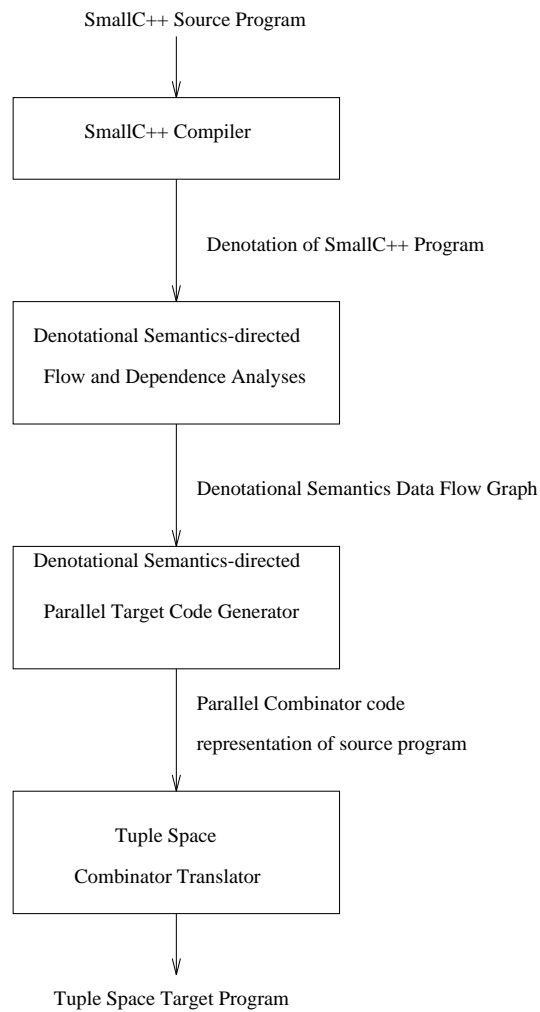 SmallC++ Source Program
SmallC++ Compiler
Denotation of SmallC++ Program
Denotational Semantics-directed
Flow and Dependence Analyses
Denotational Semantics Data Flow Graph
Denotational Semantics-directed
Parallel Target Code Generator
Parallel Combinator code
representation of source program
Tuple Space
Combinator Translator
Tuple Space Target Program